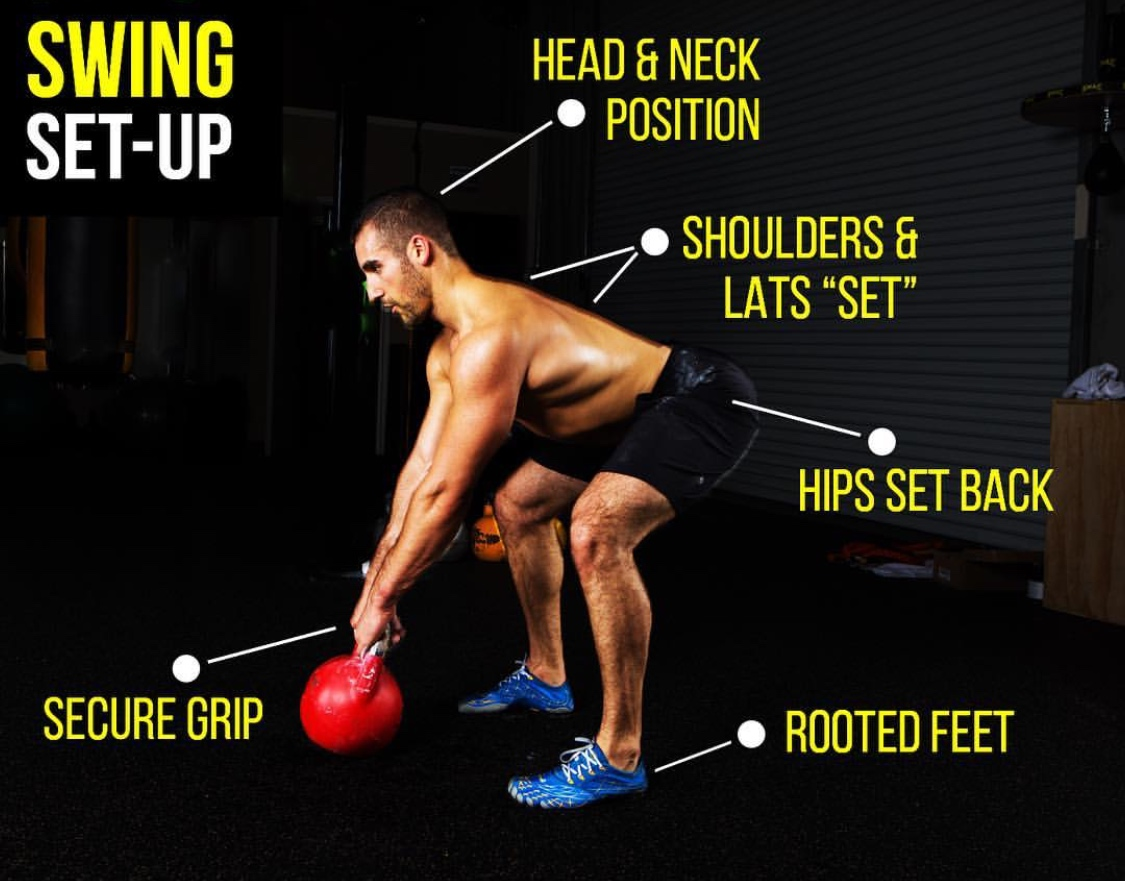 SWING
SET-UP
HEAD & NECK
POSITION
SHOULDERS &
LATS “SET”
HIPS SET BACK
SECURE GRIP
ROOTED FEET